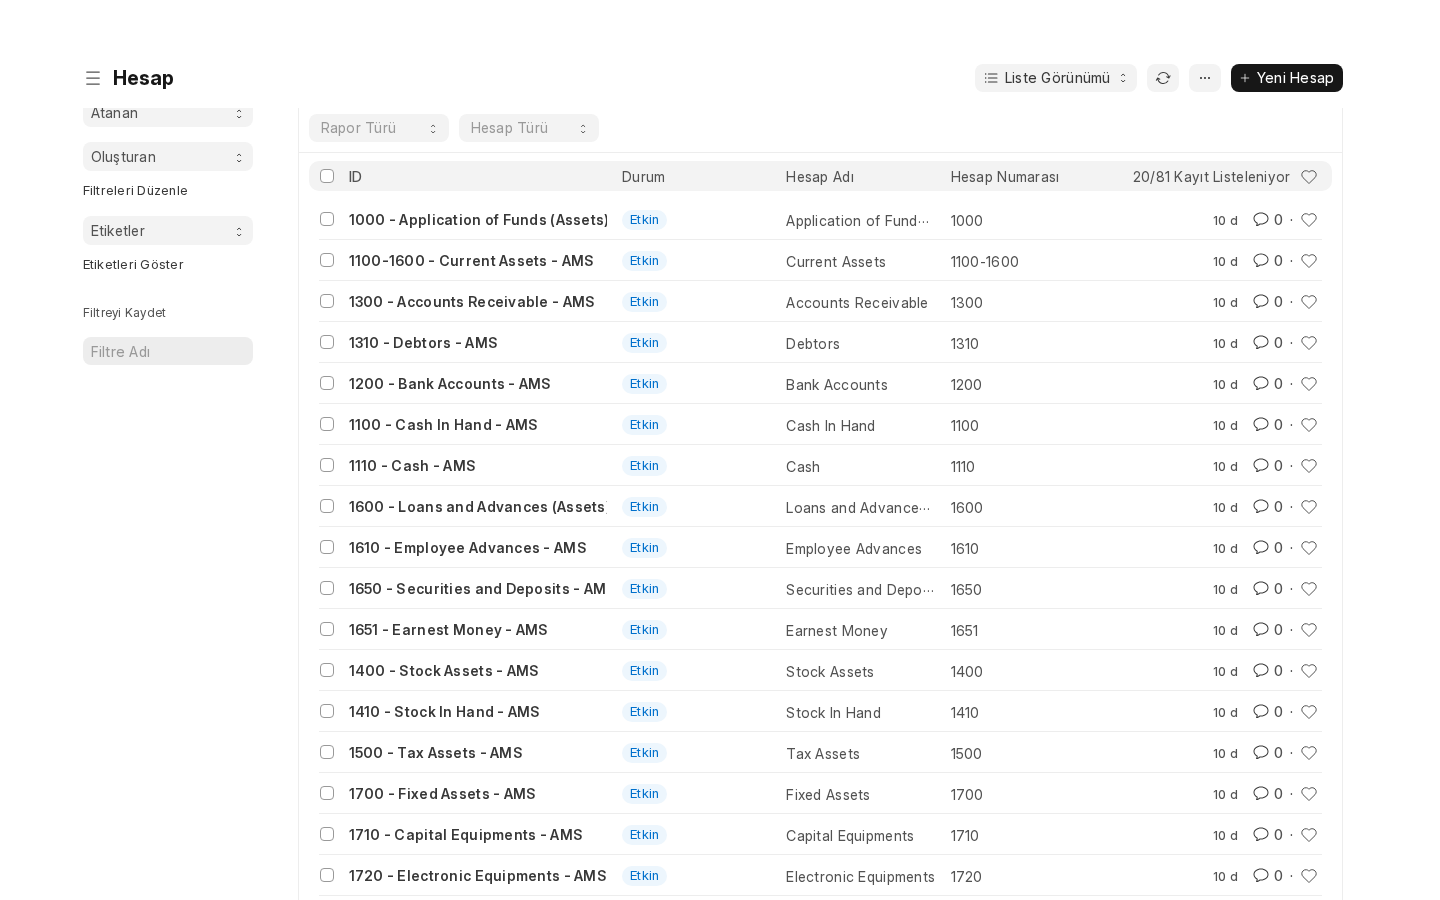 Hesap
Liste Görünümü
Yeni Hesap
Atanan
Oluşturan
Filtreleri Düzenle
Etiketler
Etiketleri Göster
Filtreyi Kaydet
Filtre Adı
Rapor Türü Hesap Türü
ID Durum Hesap Adı Hesap Numarası 20/81 Kayıt Listeleniyor
1000 - Application of Funds (Assets) Etkin Application of Fund... 1000 10 d 0 ·
1100-1600 - Current Assets - AMS Etkin Current Assets 1100-1600 10 d 0 ·
1300 - Accounts Receivable - AMS Etkin Accounts Receivable 1300 10 d 0 ·
1310 - Debtors - AMS Etkin Debtors 1310 10 d 0 ·
1200 - Bank Accounts - AMS Etkin Bank Accounts 1200 10 d 0 ·
1100 - Cash In Hand - AMS Etkin Cash In Hand 1100 10 d 0 ·
1110 - Cash - AMS Etkin Cash 1110 10 d 0 ·
1600 - Loans and Advances (Assets) Etkin Loans and Advance... 1600 10 d 0 ·
1610 - Employee Advances - AMS Etkin Employee Advances 1610 10 d 0 ·
1650 - Securities and Deposits - AM Etkin Securities and Depo... 1650 10 d 0 ·
1651 - Earnest Money - AMS Etkin Earnest Money 1651 10 d 0 ·
1400 - Stock Assets - AMS Etkin Stock Assets 1400 10 d 0 ·
1410 - Stock In Hand - AMS Etkin Stock In Hand 1410 10 d 0 ·
1500 - Tax Assets - AMS Etkin Tax Assets 1500 10 d 0 ·
1700 - Fixed Assets - AMS Etkin Fixed Assets 1700 10 d 0 ·
1710 - Capital Equipments - AMS Etkin Capital Equipments 1710 10 d 0 ·
1720 - Electronic Equipments - AMS Etkin Electronic Equipments 1720 10 d 0 ·